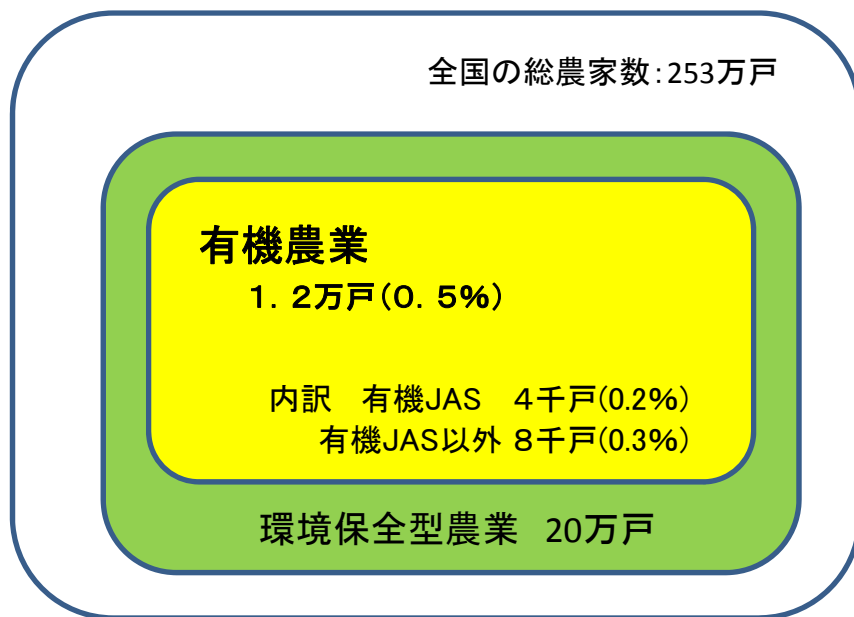 全国の総農家数：253万戸
有機農業
１．２万戸（０．５％）
内訳　有機JAS　４千戸(0.2%)
有機JAS以外 ８千戸(0.3%)
環境保全型農業　20万戸